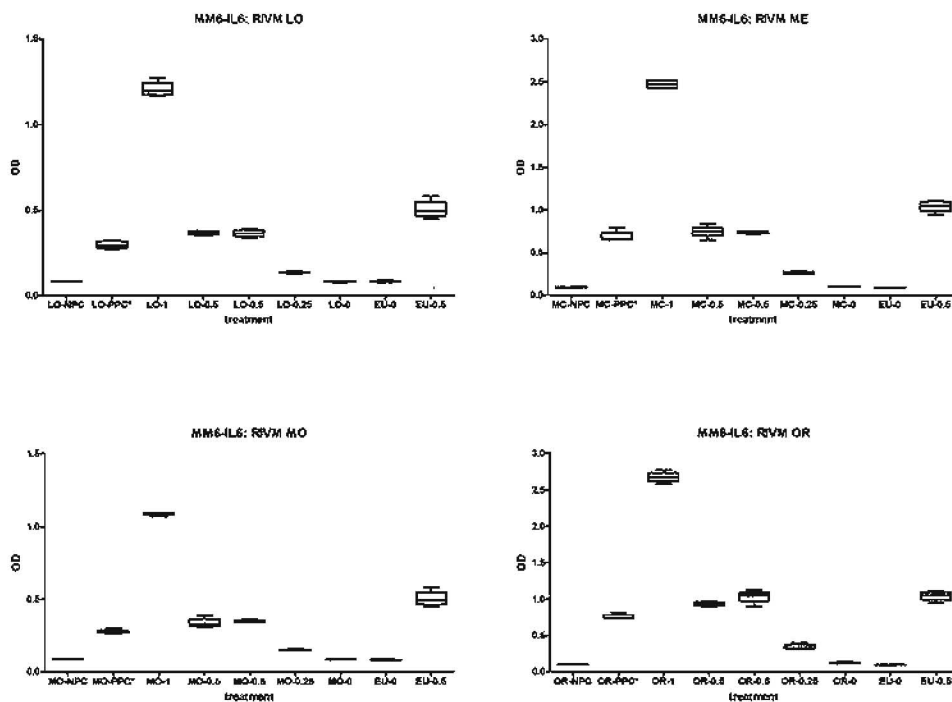 MM6-IL6: RIVM LO
1.5
1.0
OD
0.5
0.0
LO-NPC LO-PPC* LO-1 LO-0.5 LO-0.5 LO-0.25 LO-0 EU-0 EU-0.5
treatment
MM6-IL6: RIVM ME
3.0
2.5
2.0
1.5
OD
1.0
0.5
0.0
MC-NPC MC-PPC* MC-1 MC-0.5 MC-0.5 MC-0.25 MC-0 EU-0 EU-0.5
treatment
MM6-IL6: RIVM MO
1.5
1.0
OD
0.5
0.0
MO-NPC MO-PPC* MO-1 MO-0.5 MO-0.5 MO-0.25 MO-0 EU-0 EU-0.5
treatment
MM6-IL6: RIVM OR
3.0
2.5
2.0
1.5
OD
1.0
0.5
0.0
OR-NPC OR-PPC* OR-1 OR-0.5 OR-0.5 OR-0.25 OR-0 EU-0 EU-0.5
treatment